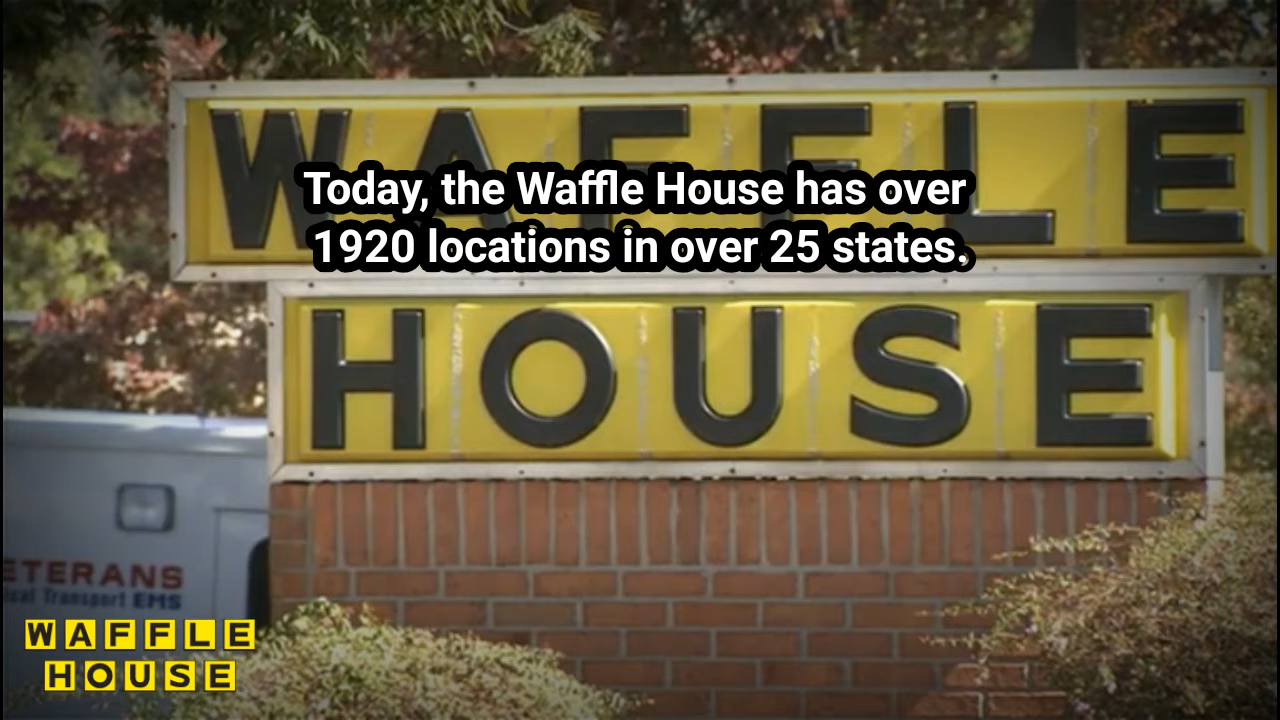 WAFFLE
Today, the Waffle House has over
1920 locations in over 25 states.
HOUSE
ETERANS
cal Transport EMS
WAFFLE
HOUSE